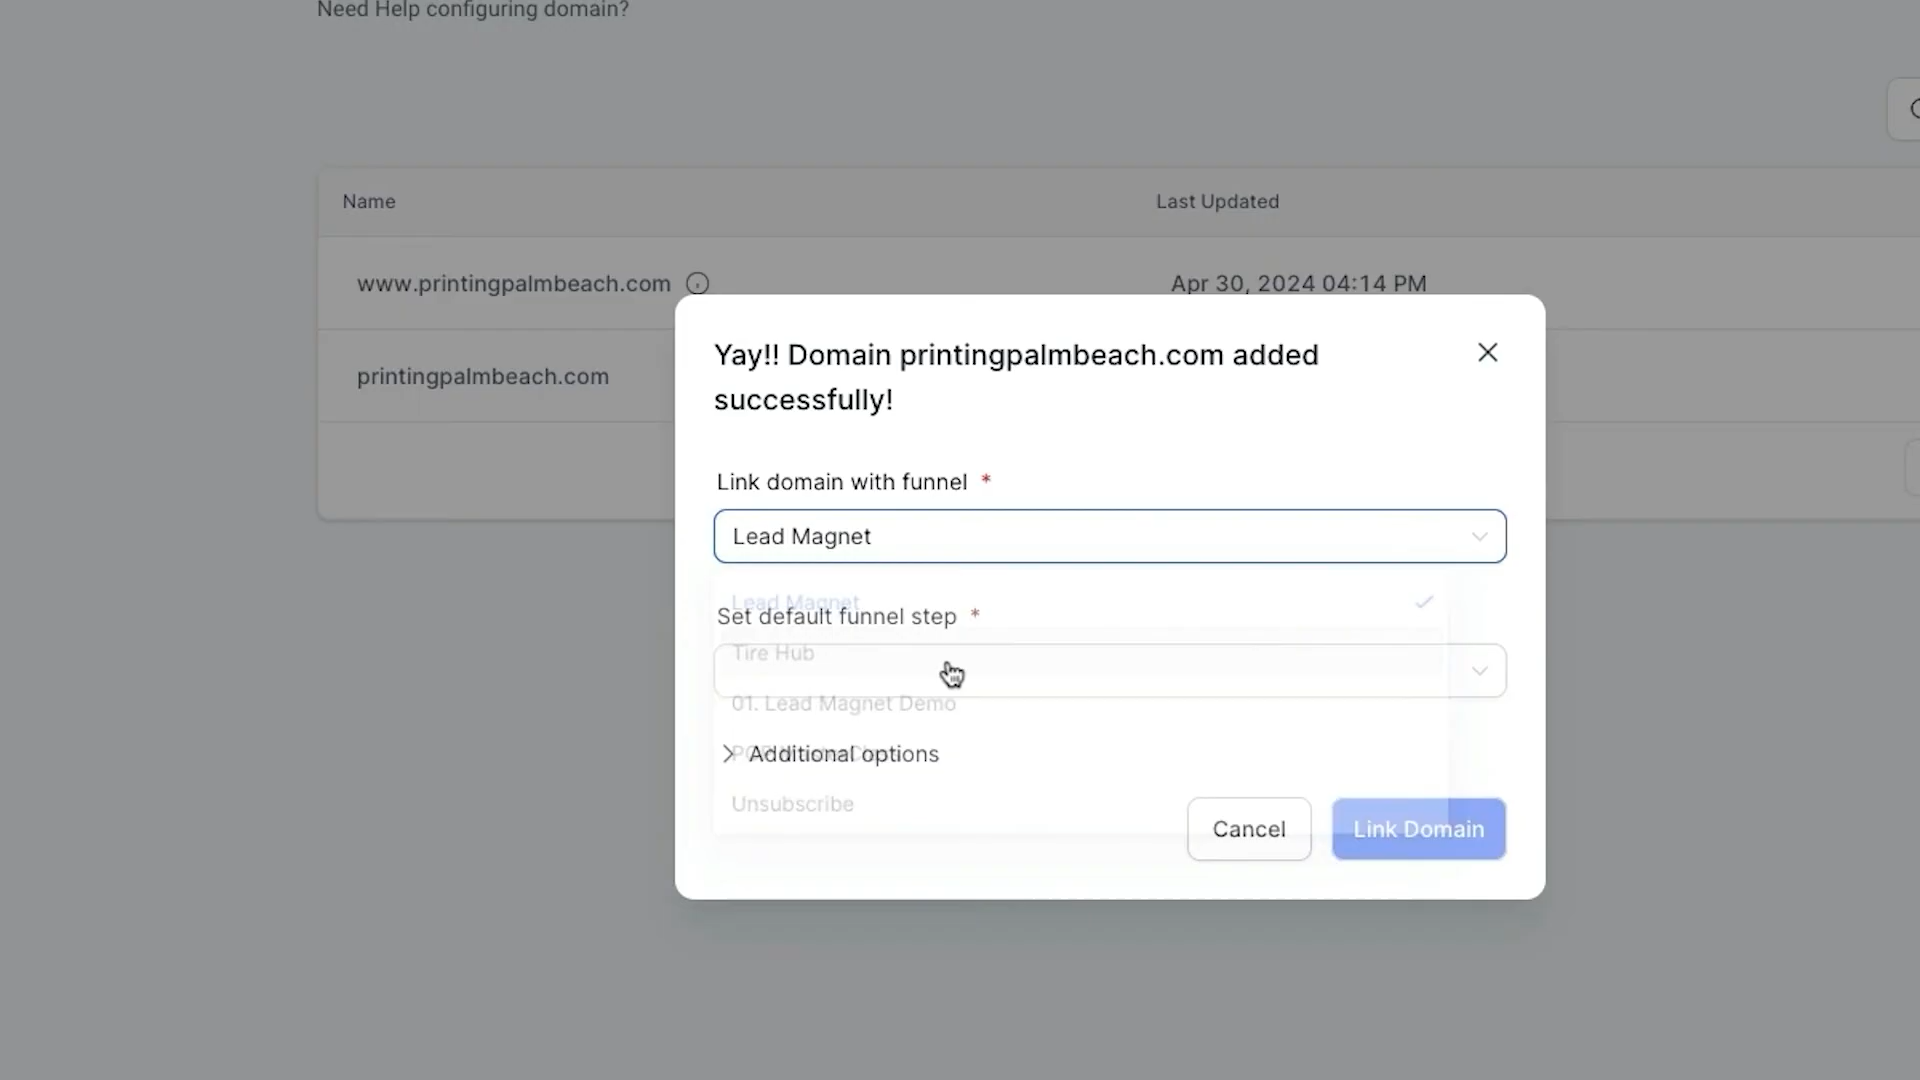 Need Help configuring domain?
Name Last Updated
www.printingpalmbeach.com Apr 30, 2024 04:14 PM
printingpalmbeach.com
Yay!! Domain printingpalmbeach.com added
successfully!
Link domain with funnel *
Lead Magnet
Lead Magnet
Set default funnel step *
Tire Hub
01. Lead Magnet Demo
Additional options
Unsubscribe
Cancel Link Domain